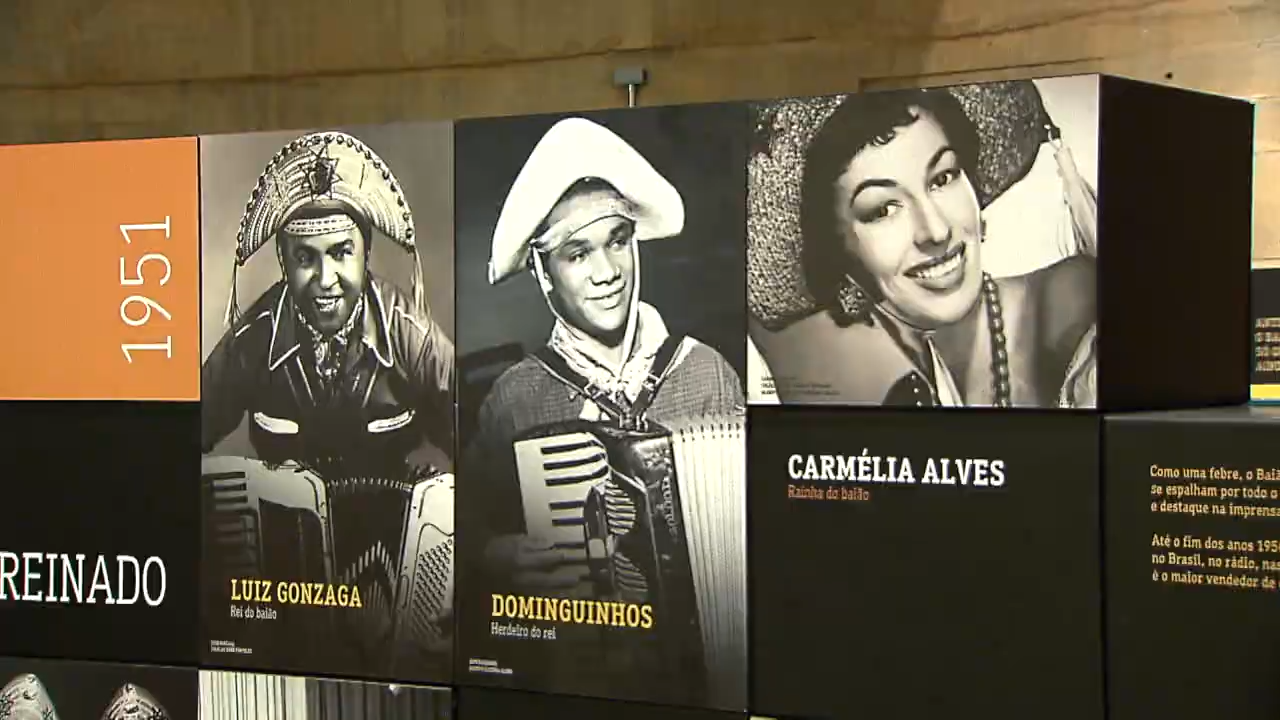 1951
REINADO
LUIZ GONZAGA
Rei do baião
DOMINGUINHOS
Herdeiro do rei
CARMÉLIA ALVES
Rainha do baião
Como uma febre, o Baiã
se espalham por todo o
e destaque na imprensa
Até o fim dos anos 195
no Brasil, no rádio, nas
é o maior vendedor de